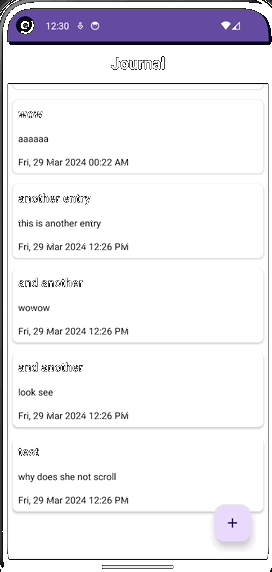 12:30
Journal
wow
aaaaaa
Fri, 29 Mar 2024 00:22 AM
another entry
this is another entry
Fri, 29 Mar 2024 12:26 PM
and another
wowow
Fri, 29 Mar 2024 12:26 PM
and another
look see
Fri, 29 Mar 2024 12:26 PM
test
why does she not scroll
Fri, 29 Mar 2024 12:26 PM
+